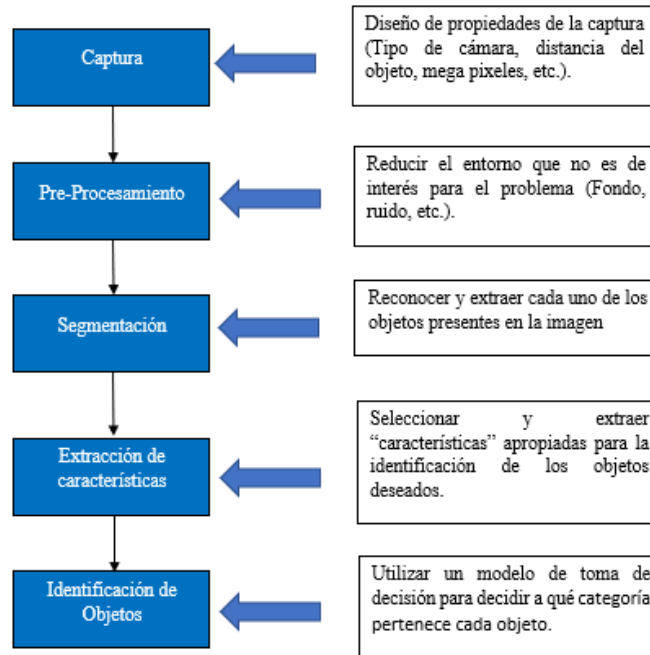 Captura
Diseño de propiedades de la captura
(Tipo de cámara, distancia del
objeto, mega pixeles, etc.).
Pre-Procesamiento
Reducir el entorno que no es de
interés para el problema (Fondo,
ruido, etc.).
Segmentación
Reconocer y extraer cada uno de los
objetos presentes en la imagen
Extracción de
características
Seleccionar y extraer
“características” apropiadas para la
identificación de los objetos
deseados.
Identificación de
Objetos
Utilizar un modelo de toma de
decisión para decidir a qué categoría
pertenece cada objeto.